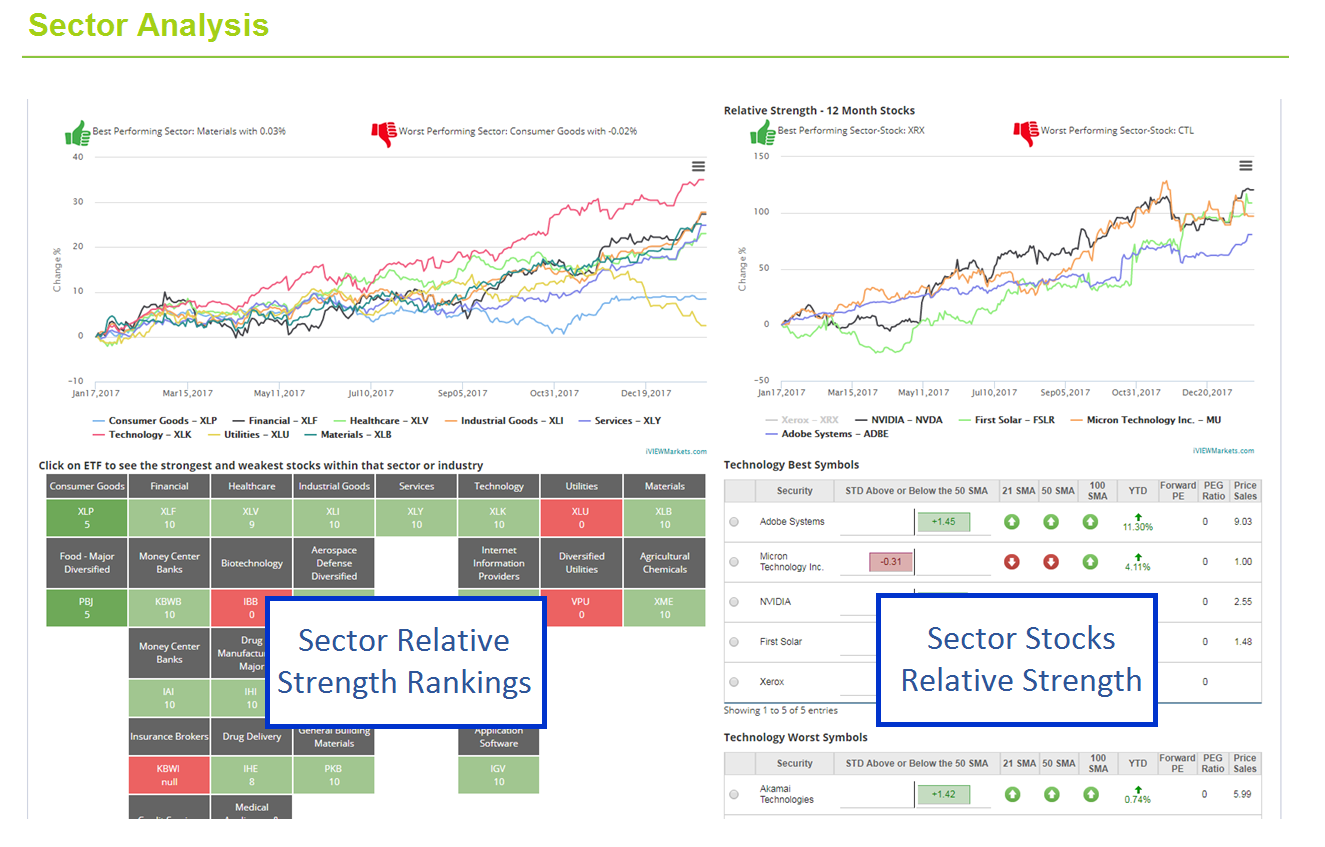 Sector Analysis
Best Performing Sector: Materials with 0.03%
Worst Performing Sector: Consumer Goods with -0.02%
40
30
20
10
0
-10
Change %
Jan17,2017 Mar15,2017 May11,2017 Jul10,2017 Sep05,2017 Oct31,2017 Dec19,2017
Consumer Goods – XLP Financial – XLF Healthcare – XLV Industrial Goods – XLI Services – XLY
Technology – XLK Utilities – XLU Materials – XLB
iVIEWMarkets.com
Relative Strength - 12 Month Stocks
Best Performing Sector-Stock: XRX
Worst Performing Sector-Stock: CTL
150
100
50
0
-50
Change %
Jan17,2017 Mar15,2017 May11,2017 Jul10,2017 Sep05,2017 Oct31,2017 Dec20,2017
Xerox – XRX NVIDIA – NVDA First Solar – FSLR Micron Technology Inc. – MU
Adobe Systems – ADBE
iVIEWMarkets.com
Click on ETF to see the strongest and weakest stocks within that sector or industry
Consumer Goods Financial Healthcare Industrial Goods Services Technology Utilities Materials
XLP XLF XLV XLI XLY XLK XLU XLB
5 10 9 10 10 10 0 10
Food - Major Diversified Money Center Banks Biotechnology Aerospace Defense Diversified Internet Information Providers Diversified Utilities Agricultural Chemicals
PBJ KBWB IBB VPU XME
5 10 0 0 10
Money Center Banks Drug Major
IAI IHI
10 10
Insurance Brokers Drug Delivery General Building Materials Application Software
KBWI IHE PKB IGV
null 8 10 10
Medical
Sector Relative
Strength Rankings
Technology Best Symbols
Security STD Above or Below the 50 SMA 21 SMA 50 SMA 100 SMA YTD Forward PE PEG Ratio Price Sales
Adobe Systems +1.45 11.30% 0 9.03
Micron Technology Inc. -0.31 4.11% 0 1.00
NVIDIA 0 2.55
First Solar 0 1.48
Xerox 0
Showing 1 to 5 of 5 entries
Sector Stocks
Relative Strength
Technology Worst Symbols
Security STD Above or Below the 50 SMA 21 SMA 50 SMA 100 SMA YTD Forward PE PEG Ratio Price Sales
Akamai Technologies +1.42 0.74% 0 5.99